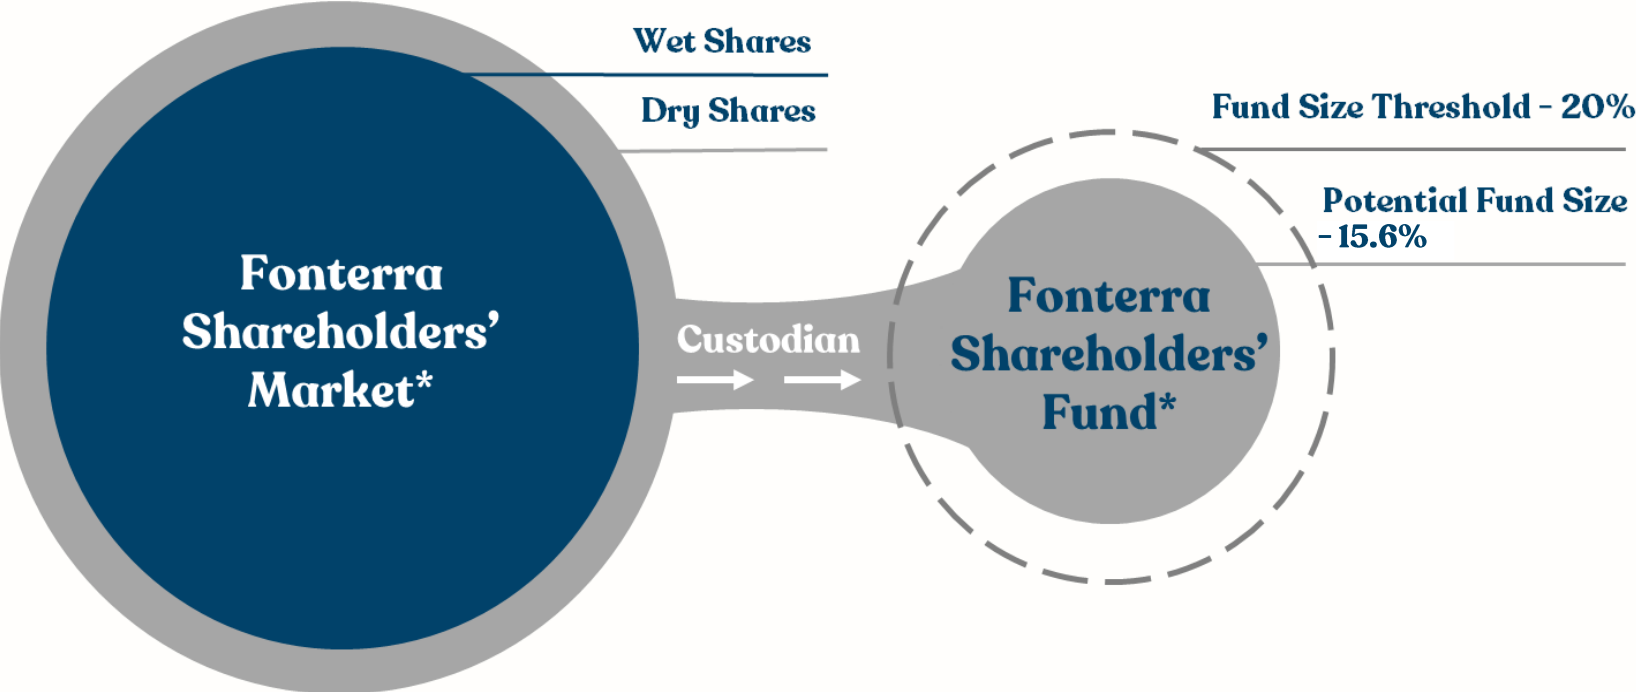 Wet Shares
Dry Shares
Fund Size Threshold - 20%
Potential Fund Size
- 15.6%
Fonterra
Shareholders’
Market*
Custodian
Fonterra
Shareholders’
Fund*